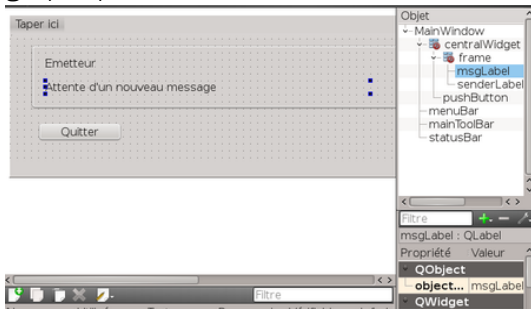 Taper ici
Emetteur
Attente d'un nouveau message
Quitter
Objet
MainWindow
centralWidget
frame
msgLabel
senderLabel
pushButton
menuBar
mainToolBar
statusBar
Filtre
msgLabel : QLabel
Propriété Valeur
QObject
object... msgLabel
QWidget
Filtre